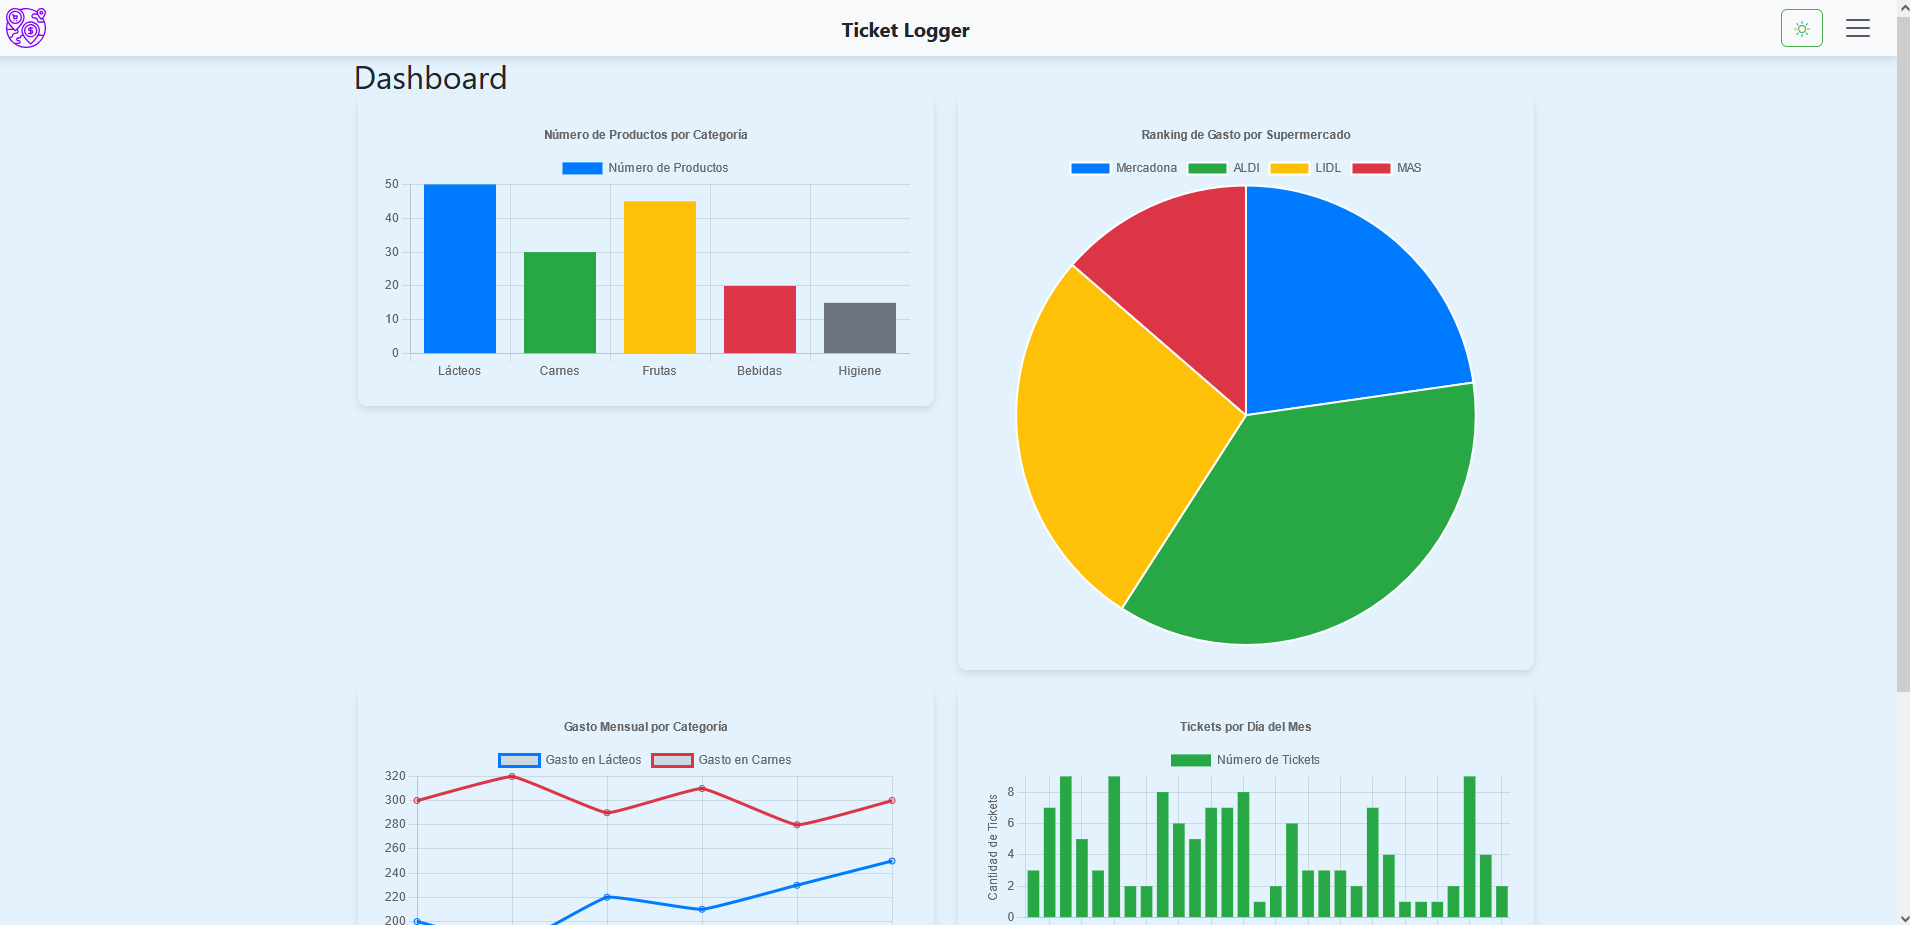 Ticket Logger
Dashboard
Número de Productos por Categoría
Número de Productos
50
40
30
20
10
0
Lácteos Carnes Frutas Bebidas Higiene
Ranking de Gasto por Supermercado
Mercadona ALDI LIDL MAS
Gasto Mensual por Categoría
Gasto en Lácteos Gasto en Carnes
320
300
280
260
240
220
200
Tickets por Día del Mes
Número de Tickets
Cantidad de Tickets
8
6
4
2
0